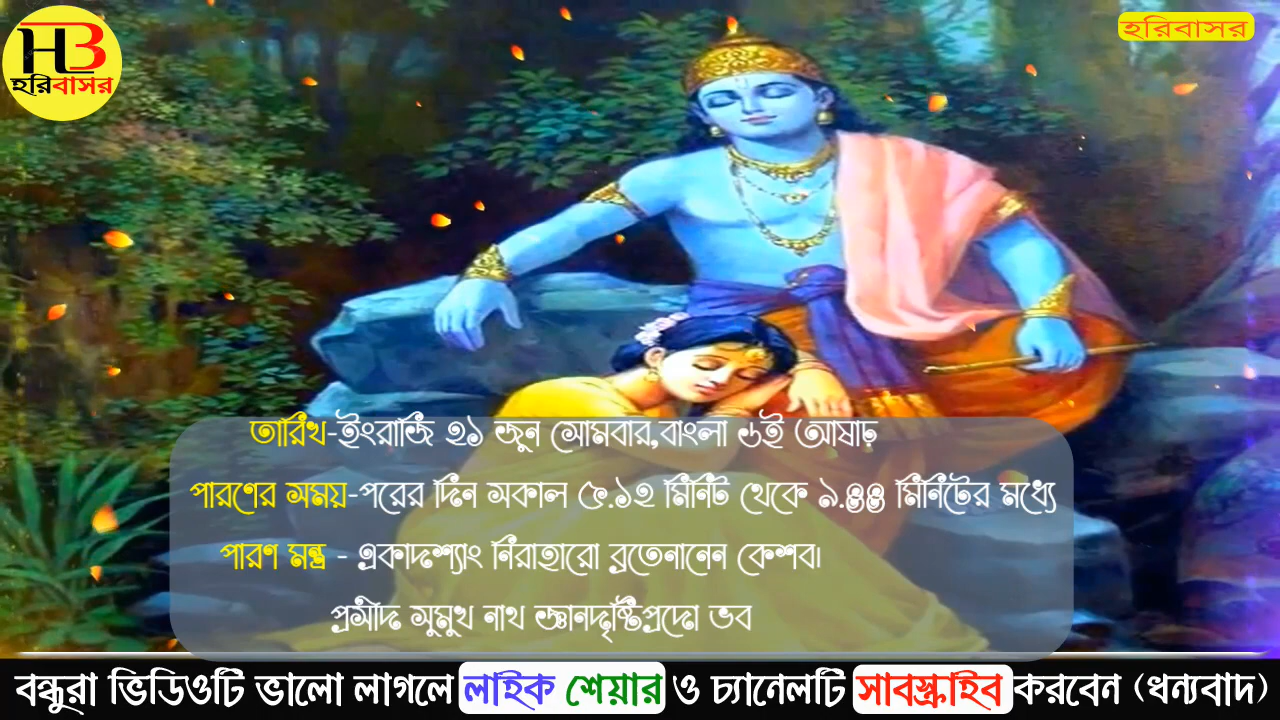 HB
হরিবাসর
হরিবাসর
তারিখ-ইংরাজি ২১ জুন সোমবার,বাংলা ৬ই আষাঢ়
পারণের সময়-পরের দিন সকাল ৫.১২ মিনিট থেকে ৯.৪৪ মিনিটের মধ্যে
পারণ মন্ত্র - একাদশ্যাং নিরাহারো ব্রতেনানেন কেশব।
প্রসীদ সুমুখ নাথ জ্ঞানদৃষ্টিপ্রদো ভব
বন্ধুরা ভিডিওটি ভালো লাগলে লাইক শেয়ার ও চ্যানেলটি সাবস্ক্রাইব করবেন (ধন্যবাদ)